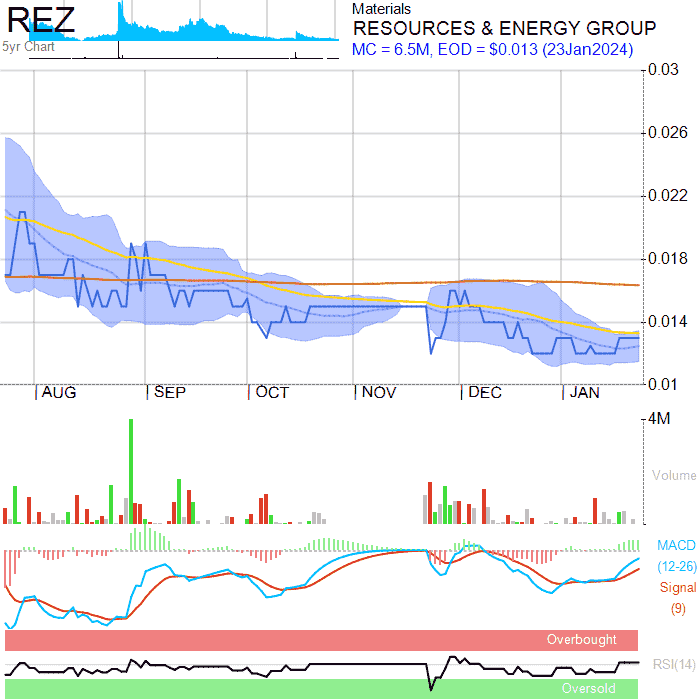 REZ
5yr Chart
Materials
RESOURCES & ENERGY GROUP
MC = 6.5M, EOD = $0.013 (23Jan2024)
0.03
0.026
0.022
0.018
0.014
0.01
AUG SEP OCT NOV DEC JAN
4M
Volume
MACD
(12-26)
Signal
(9)
Overbought
RSI(14)
Oversold